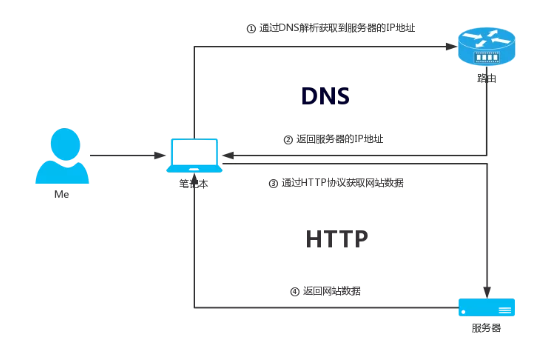 ① 通过DNS解析获取到服务器的IP地址
路由
DNS
② 返回服务器的IP地址
Me
笔记本
③ 通过HTTP协议获取网站数据
HTTP
④ 返回网站数据
服务器